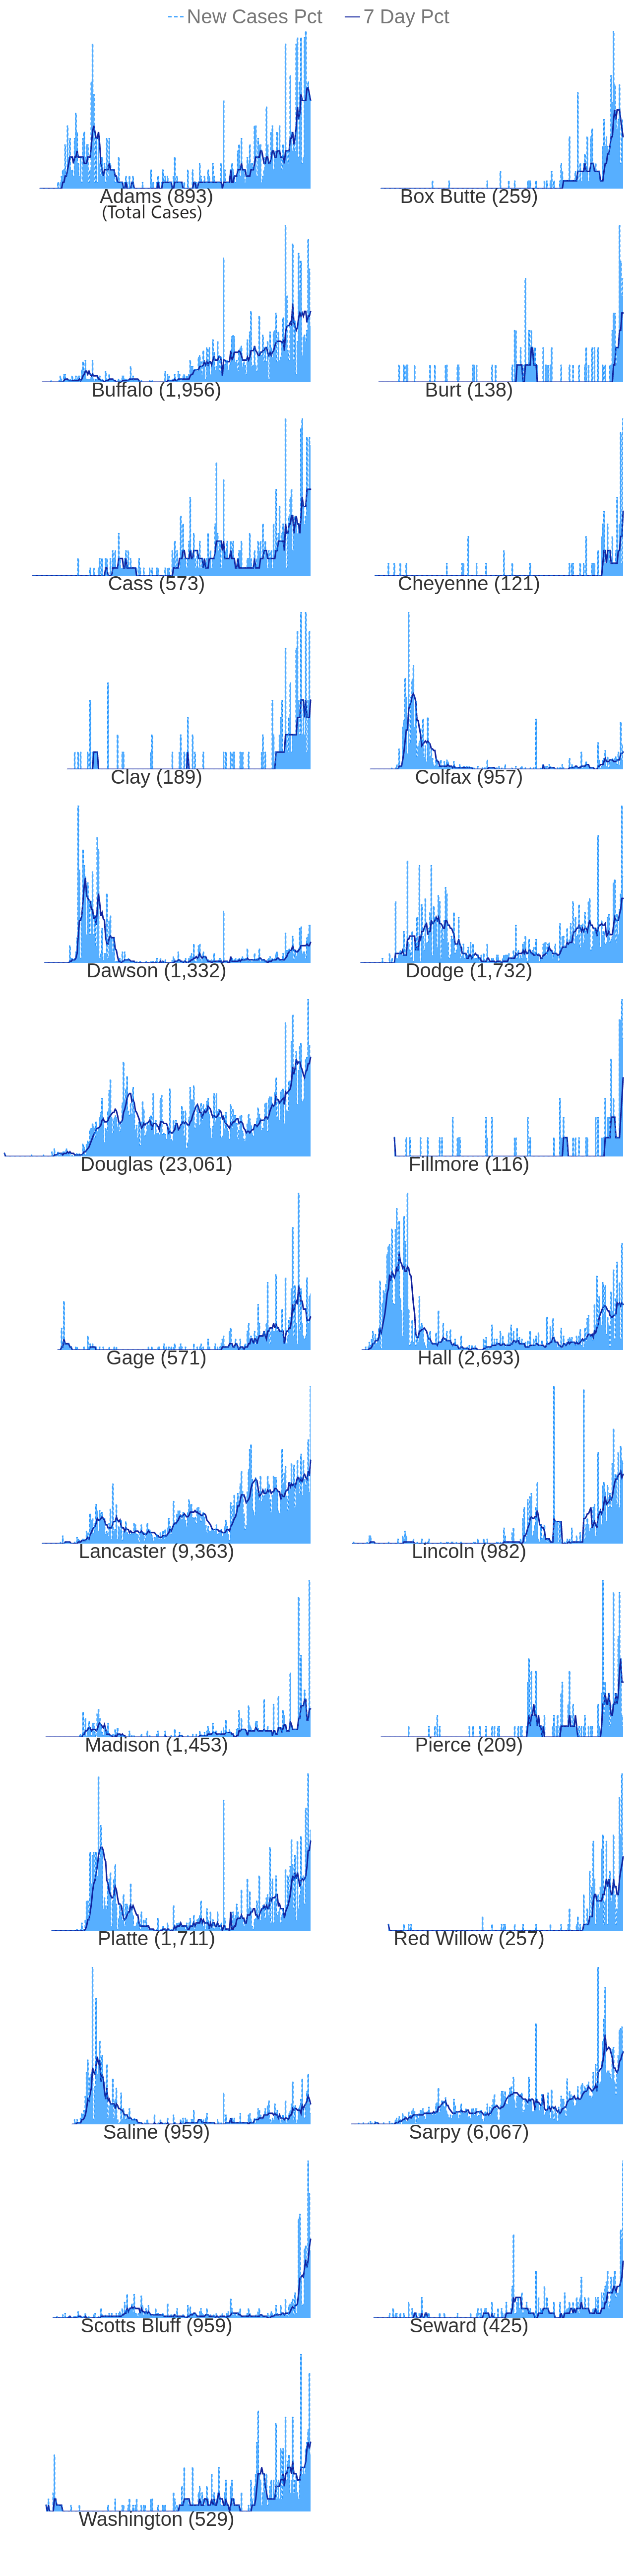 New Cases Pct 7 Day Pct
Adams (893) Box Butte (259)
(Total Cases)
Buffalo (1,956) Burt (138)
Cass (573) Cheyenne (121)
Clay (189) Colfax (957)
Dawson (1,332) Dodge (1,732)
Douglas (23,061) Fillmore (116)
Gage (571) Hall (2,693)
Lancaster (9,363) Lincoln (982)
Madison (1,453) Pierce (209)
Platte (1,711) Red Willow (257)
Saline (959) Sarpy (6,067)
Scotts Bluff (959) Seward (425)
Washington (529)